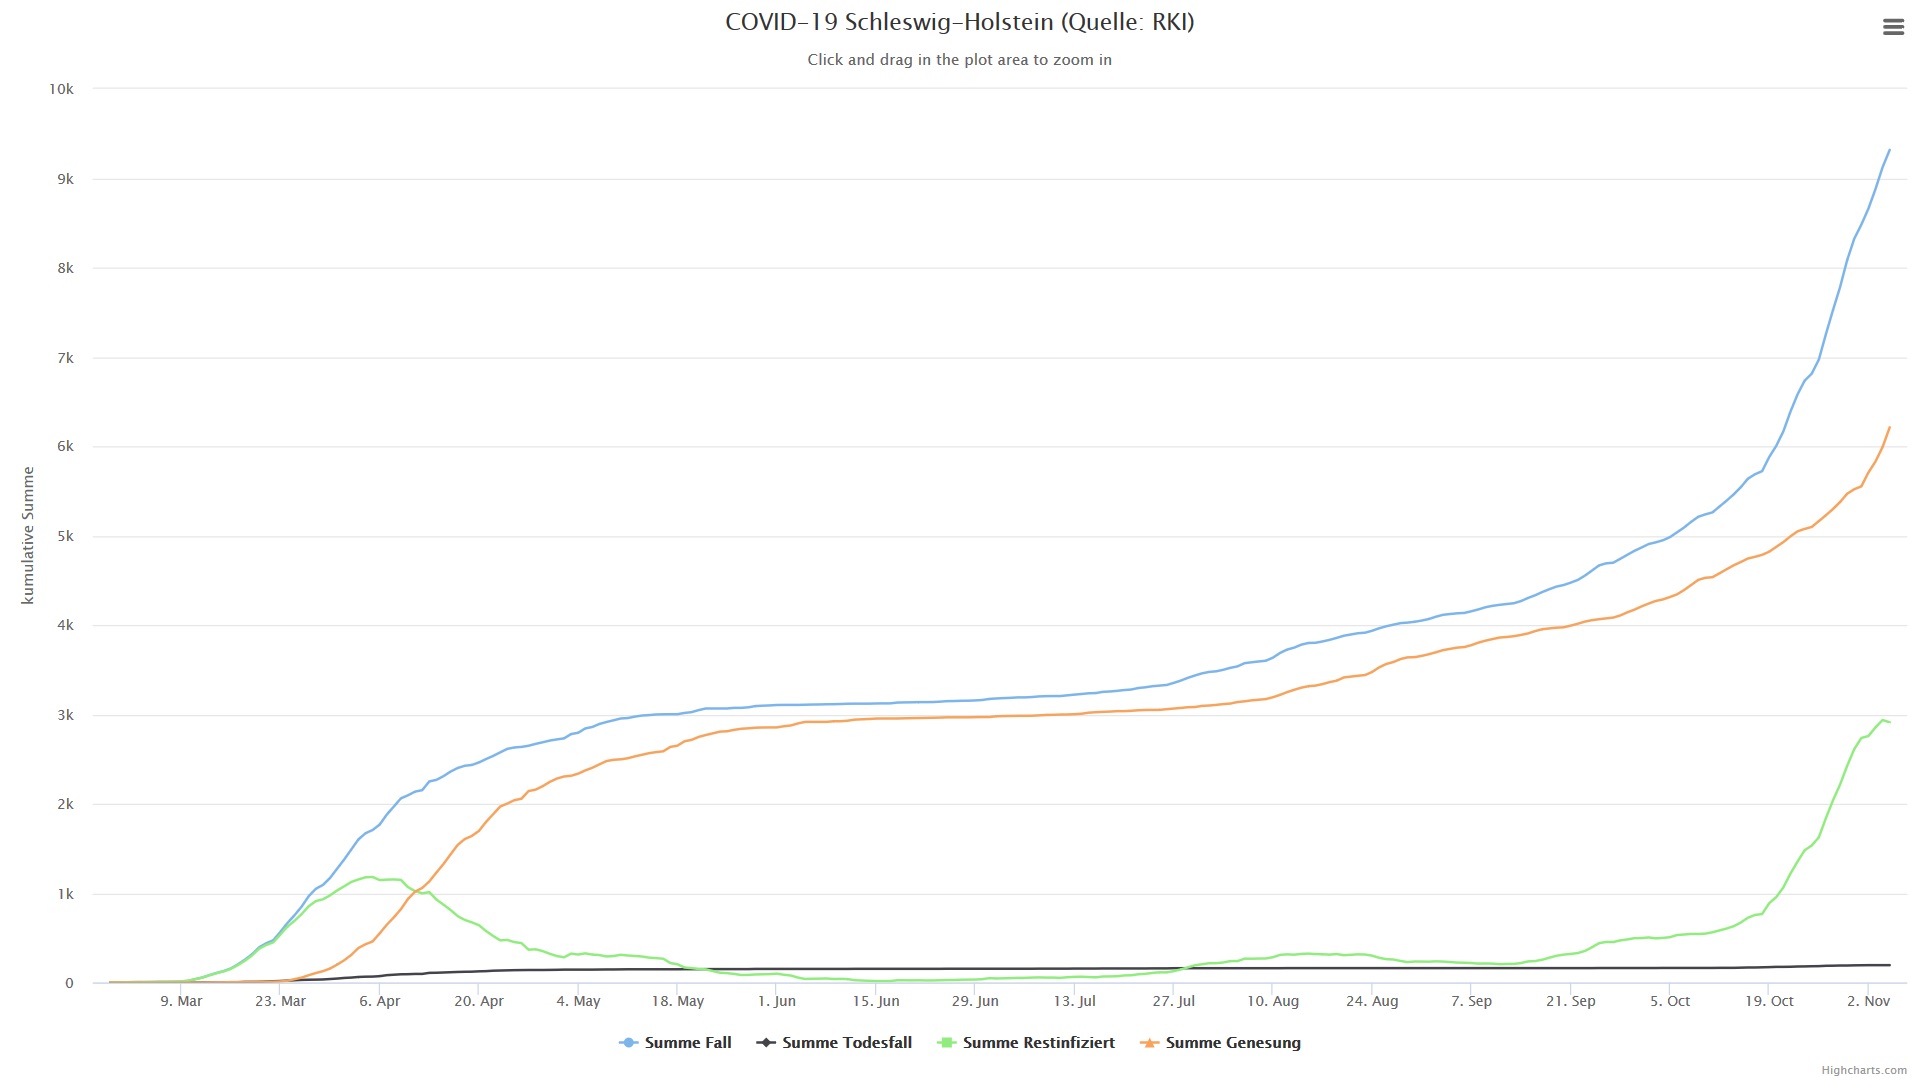 COVID-19 Schleswig-Holstein (Quelle: RKI)
Click and drag in the plot area to zoom in
kumulative Summe
10k
9k
8k
7k
6k
5k
4k
3k
2k
1k
0
9. Mar 23. Mar 6. Apr 20. Apr 4. May 18. May 1. Jun 15. Jun 29. Jun 13. Jul 27. Jul 10. Aug 24. Aug 7. Sep 21. Sep 5. Oct 19. Oct 2. Nov
Summe Fall Summe Todesfall Summe Restinfiziert Summe Genesung
Highcharts.com